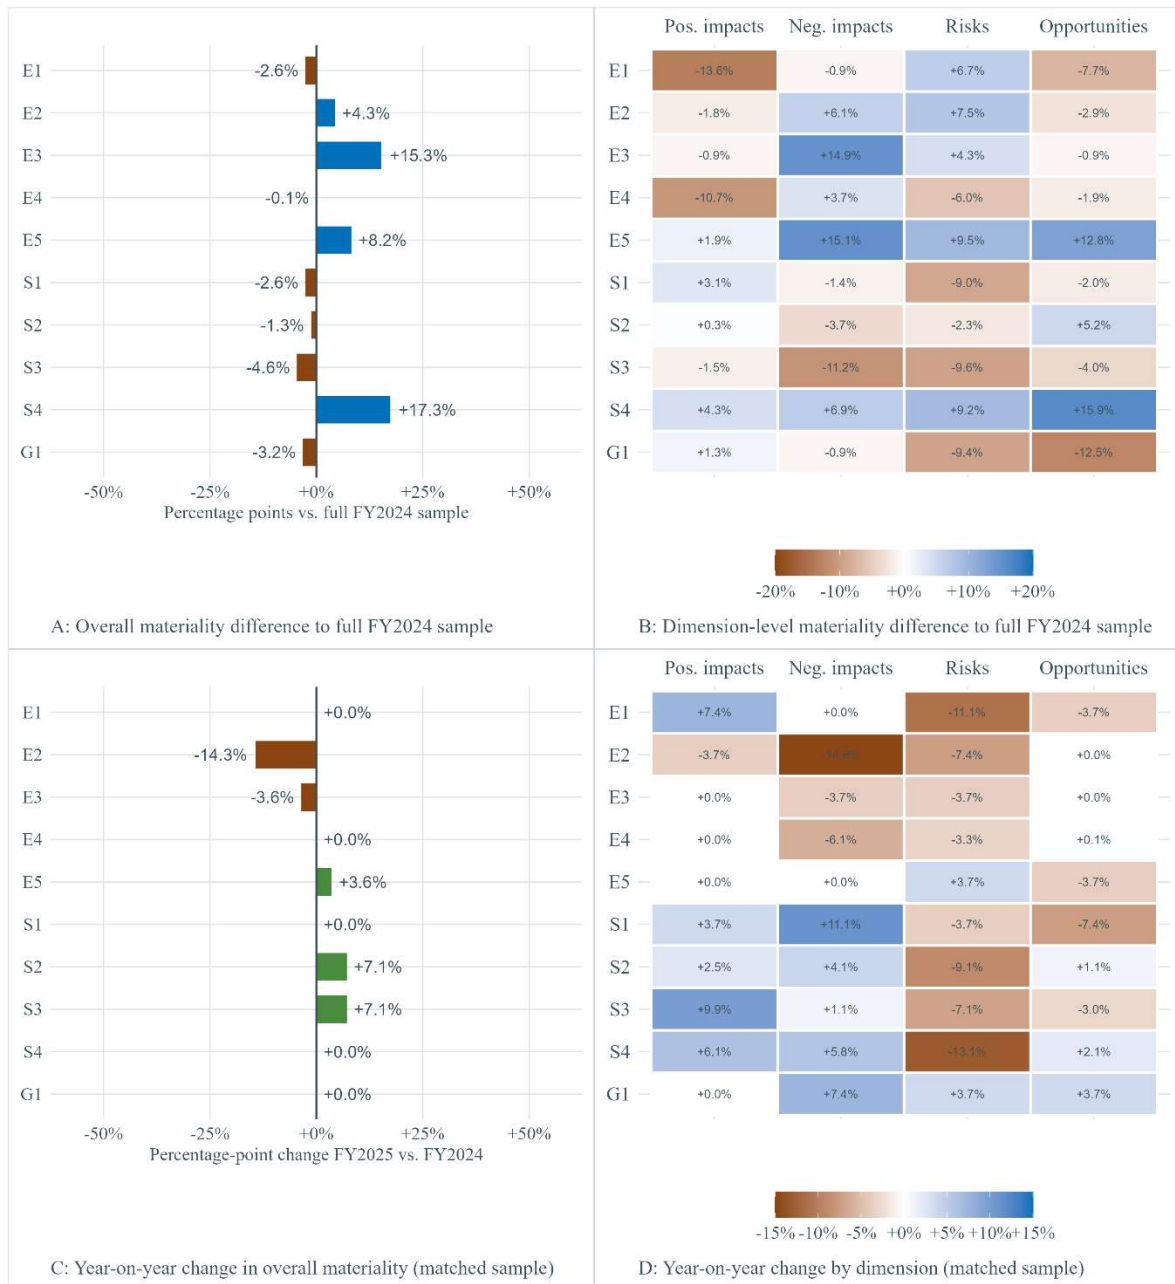 E1
E2
E3
E4
E5
S1
S2
S3
S4
G1
-2.6%
+4.3%
+15.3%
-0.1%
+8.2%
-2.6%
-1.3%
-4.6%
+17.3%
-3.2%
-50% -25% +0% +25% +50%
Percentage points vs. full FY2024 sample
A: Overall materiality difference to full FY2024 sample
Pos. impacts Neg. impacts Risks Opportunities
E1 -13.6% -0.9% +6.7% -7.7%
E2 -1.8% +6.1% +7.5% -2.9%
E3 -0.9% +14.9% +4.3% -0.9%
E4 -10.7% +3.7% -6.0% -1.9%
E5 +1.9% +15.1% +9.5% +12.8%
S1 +3.1% -1.4% -9.0% -2.0%
S2 +0.3% -3.7% -2.3% +5.2%
S3 -1.5% -11.2% -9.6% -4.0%
S4 +4.3% +6.9% +9.2% +15.9%
G1 +1.3% -0.9% -9.4% -12.5%
-20% -10% +0% +10% +20%
B: Dimension-level materiality difference to full FY2024 sample
E1
E2
E3
E4
E5
S1
S2
S3
S4
G1
+0.0%
-14.3%
-3.6%
+0.0%
+3.6%
+0.0%
+7.1%
+7.1%
+0.0%
+0.0%
-50% -25% +0% +25% +50%
Percentage-point change FY2025 vs. FY2024
C: Year-on-year change in overall materiality (matched sample)
Pos. impacts Neg. impacts Risks Opportunities
E1 +7.4% +0.0% -11.1% -3.7%
E2 -3.7% -14.8% -7.4% +0.0%
E3 +0.0% -3.7% -3.7% +0.0%
E4 +0.0% -6.1% -3.3% +0.1%
E5 +0.0% +0.0% +3.7% -3.7%
S1 +3.7% +11.1% -3.7% -7.4%
S2 +2.5% +4.1% -9.1% +1.1%
S3 +9.9% +1.1% -7.1% -3.0%
S4 +6.1% +5.8% -13.1% +2.1%
G1 +0.0% +7.4% +3.7% +3.7%
-15% -10% -5% +0% +5% +10% +15%
D: Year-on-year change by dimension (matched sample)